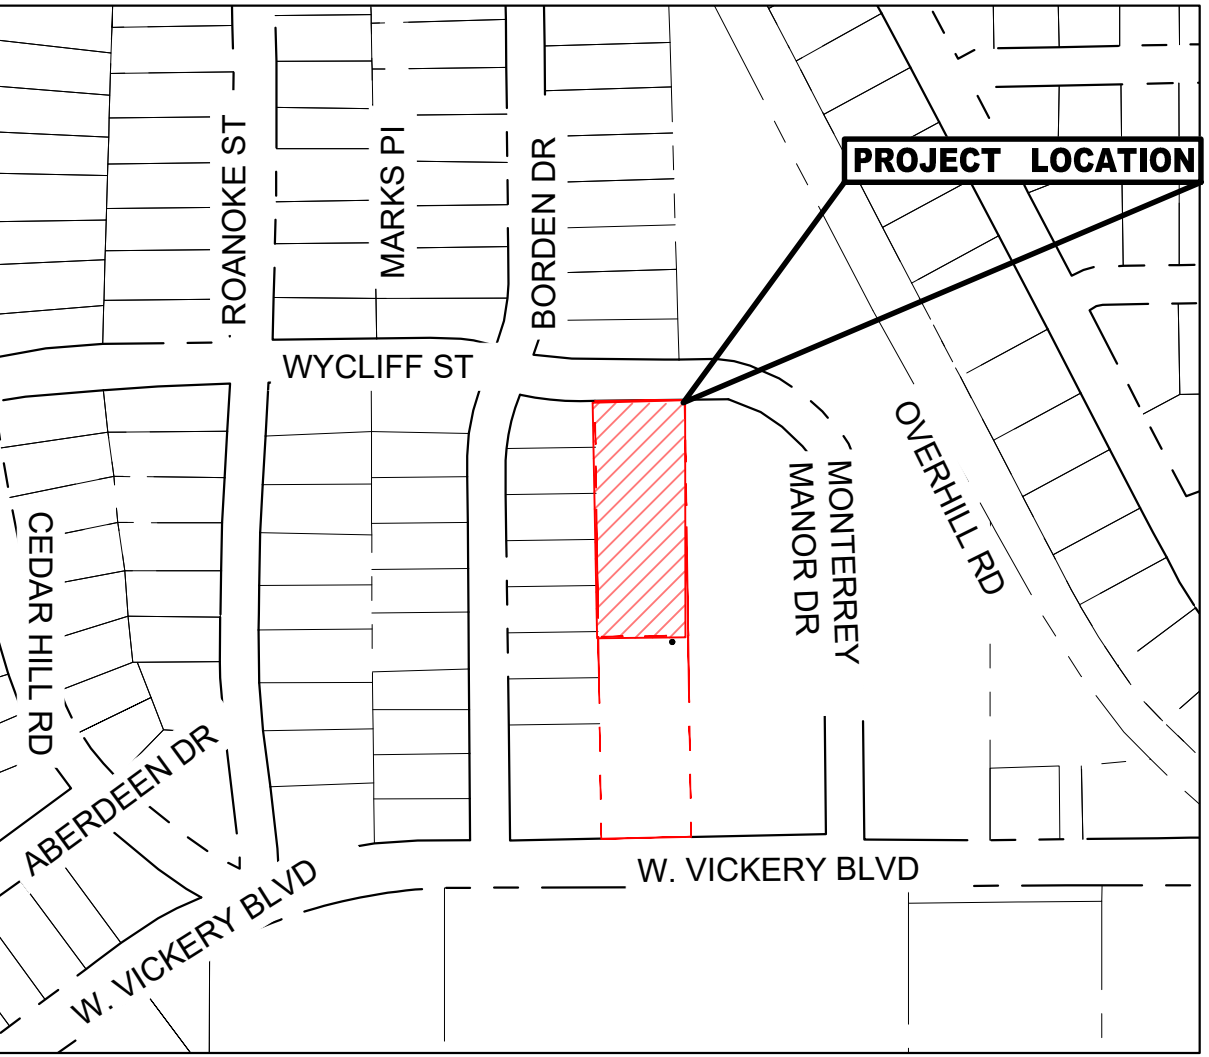 PROJECT LOCATION
ROANOKE ST
MARKS PI
BORDEN DR
WYCLIFF ST
OVERHILL RD
MONTERREY
MANOR DR
CEDAR HILL RD
ABERDEEN DR
W. VICKERY BLVD
W. VICKERY BLVD